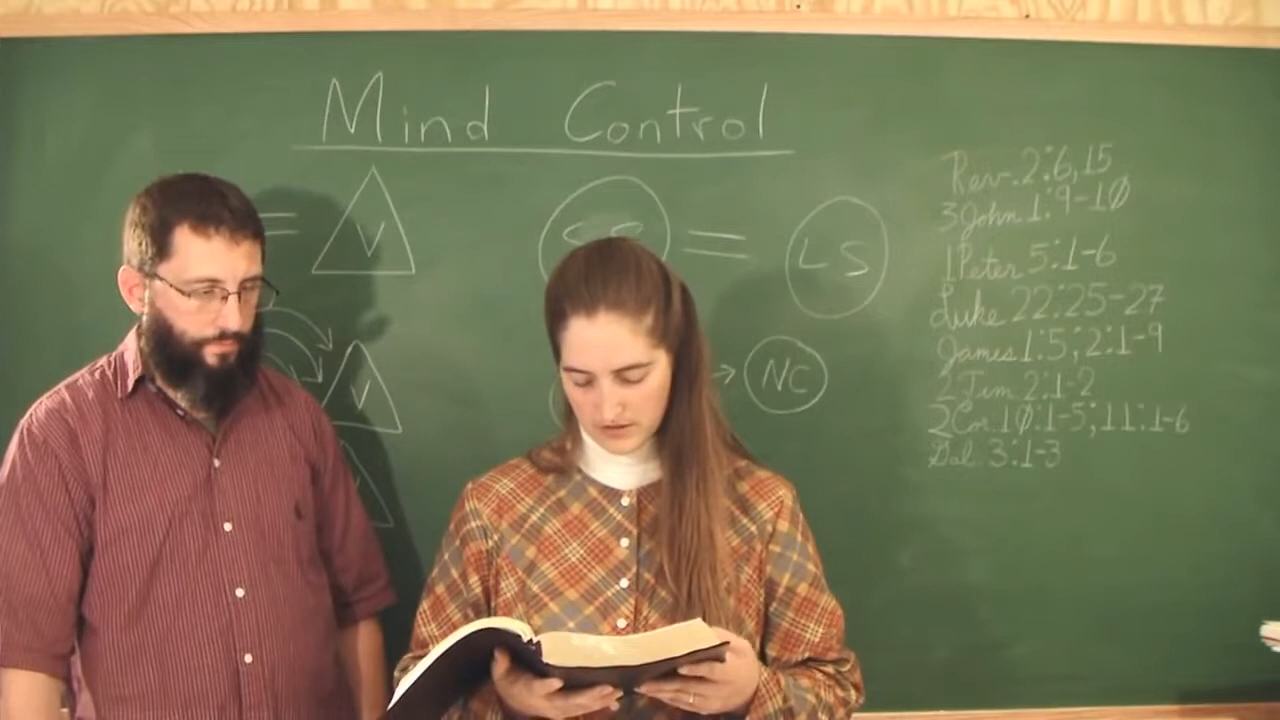 Mind Control
= V
= LS
V
NC
V
Rev. 2:6,15
3John 1:9-10
1Peter 5:1-6
Luke 22:25-27
James 1:5; 2:1-9
2Tim 2:1-2
2Cor. 10:1-5; 11:1-6
Gal. 3:1-3